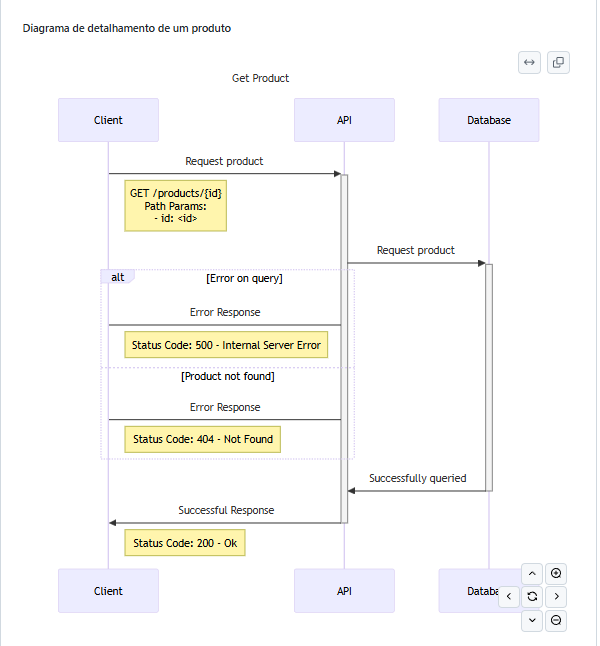 Diagrama de detalhamento de um produto
Get Product
Client
API
Database
Request product
GET /products/{id}
Path Params:
- id: <id>
Request product
alt
[Error on query]
Error Response
Status Code: 500 - Internal Server Error
[Product not found]
Error Response
Status Code: 404 - Not Found
Successfully queried
Successful Response
Status Code: 200 - Ok
Client
API